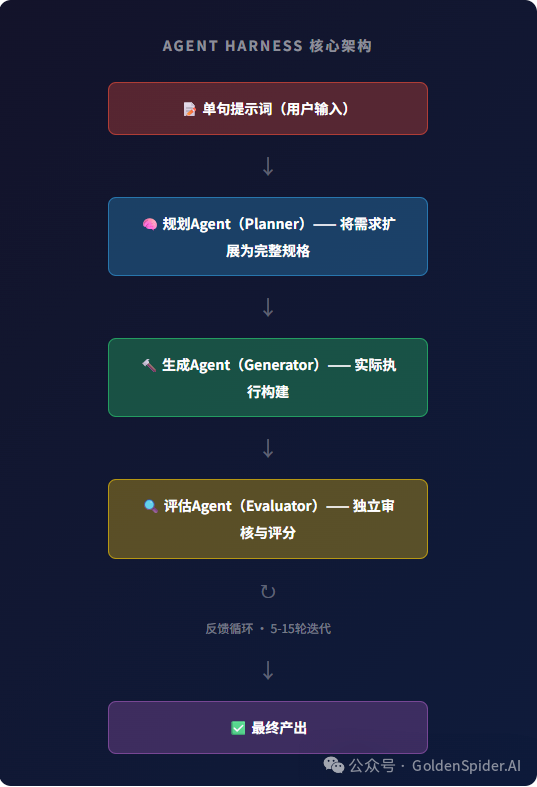 AGENT HARNESS 核心架构
📝 单句提示词（用户输入）
↓
🧠 规划Agent（Planner）—— 将需求扩
展为完整规格
↓
🔨 生成Agent（Generator）—— 实际执
行构建
↓
🔍 评估Agent（Evaluator）—— 独立审
核与评分
↻
反馈循环 · 5-15轮迭代
↓
✅ 最终产出
公众号 · GoldenSpider.AI